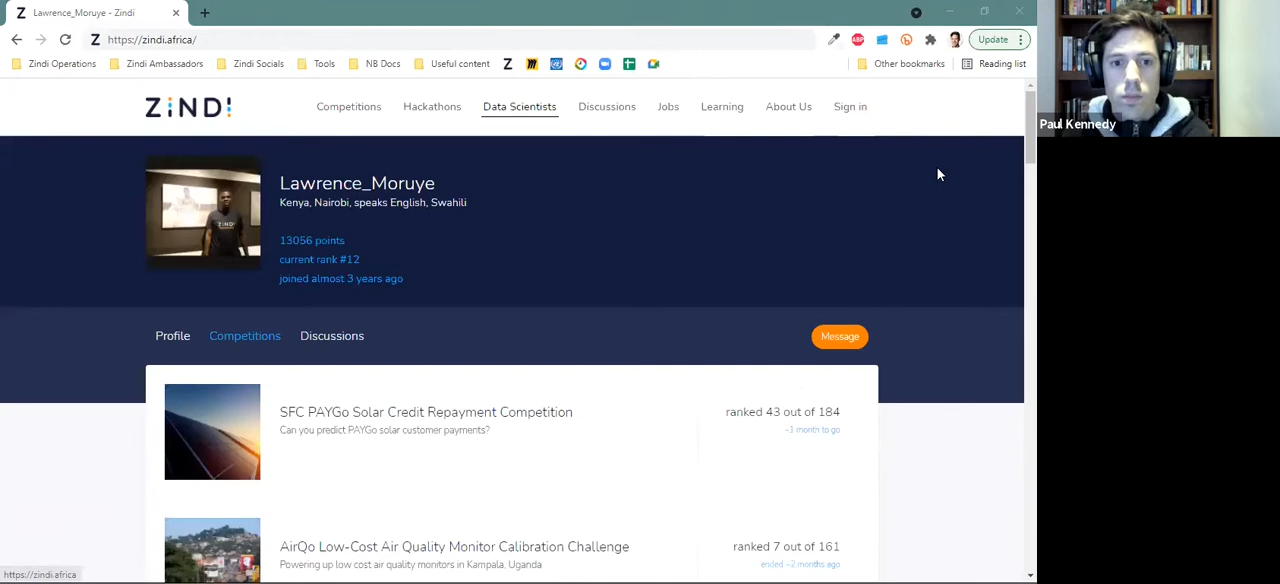 Lawrence_Moruye - Zindi
https://zindi.africa/
Update
Zindi Operations Zindi Ambassadors Zindi Socials Tools NB Docs Useful content Other bookmarks Reading list
ZINDI Competitions Hackathons Data Scientists Discussions Jobs Learning About Us Sign in
Paul Kennedy
Lawrence_Moruye
Kenya, Nairobi, speaks English, Swahili
ZINDI
13056 points
current rank #12
joined almost 3 years ago
Profile Competitions Discussions Message
SFC PAYGo Solar Credit Repayment Competition ranked 43 out of 184
Can you predict PAYGo solar customer payments? ~1 month to go
AirQo Low-Cost Air Quality Monitor Calibration Challenge ranked 7 out of 161
Powering up low cost air quality monitors in Kampala, Uganda ended ~2 months ago
https://zindi.africa